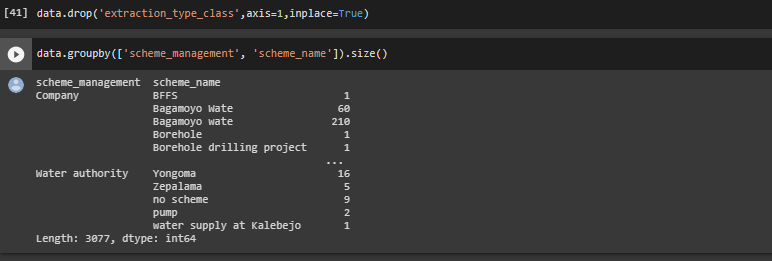 [41] data.drop('extraction_type_class',axis=1,inplace=True)
data.groupby(['scheme_management', 'scheme_name']).size()
scheme_management  scheme_name
Company            BFFS                           1
                   Bagamoyo Wate                 60
                   Bagamoyo wate                210
                   Borehole                       1
                   Borehole drilling project      1
                                               ...
Water authority    Yongoma                       16
                   Zepalama                       5
                   no scheme                      9
                   pump                           2
                   water supply at Kalebejo       1
Length: 3077, dtype: int64